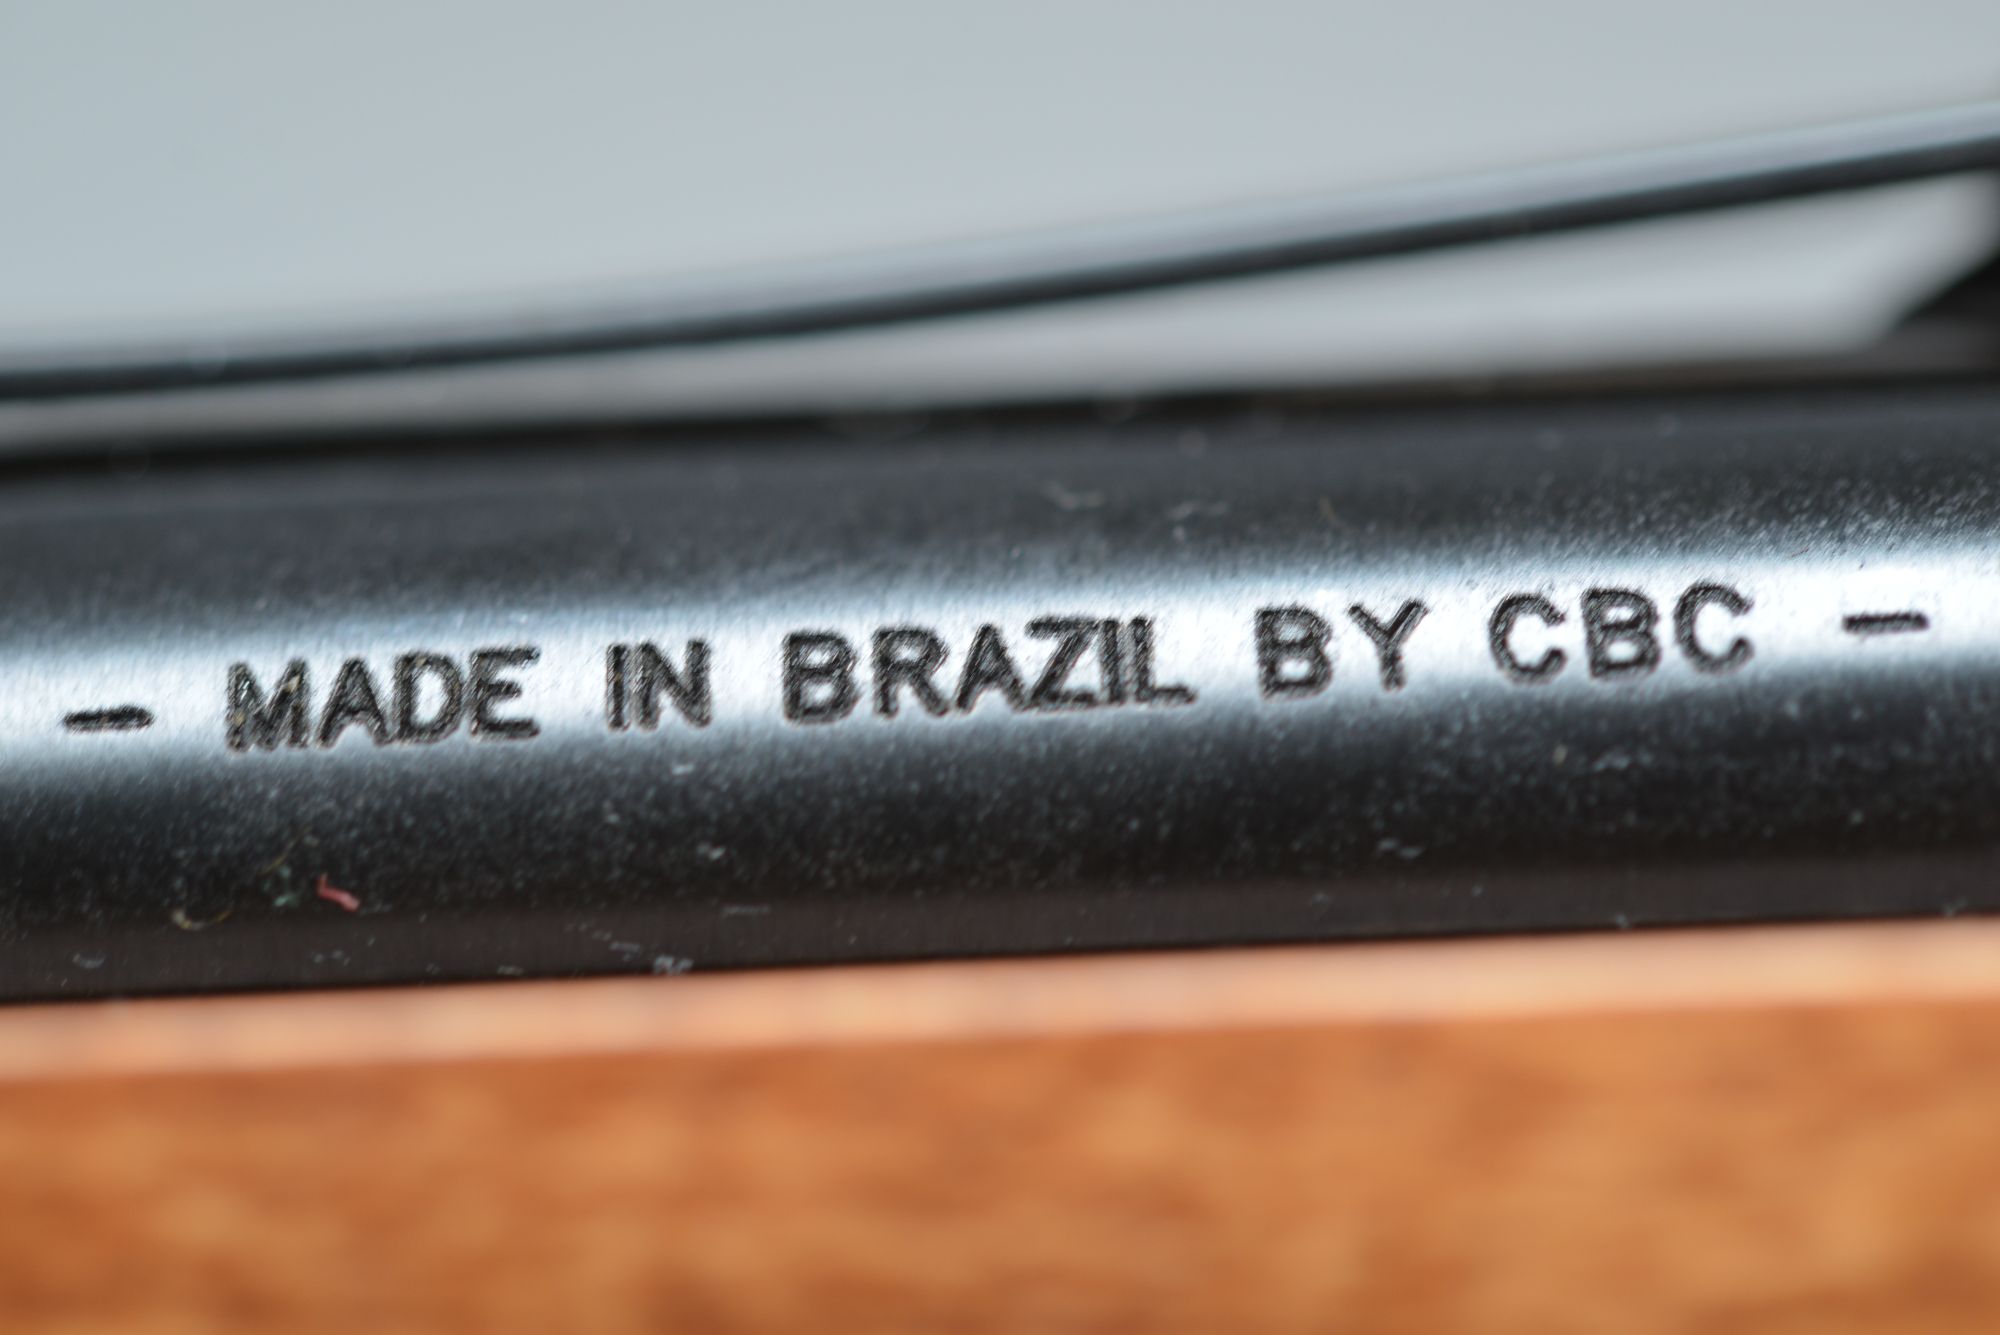 - MADE IN BRAZIL BY CBC -